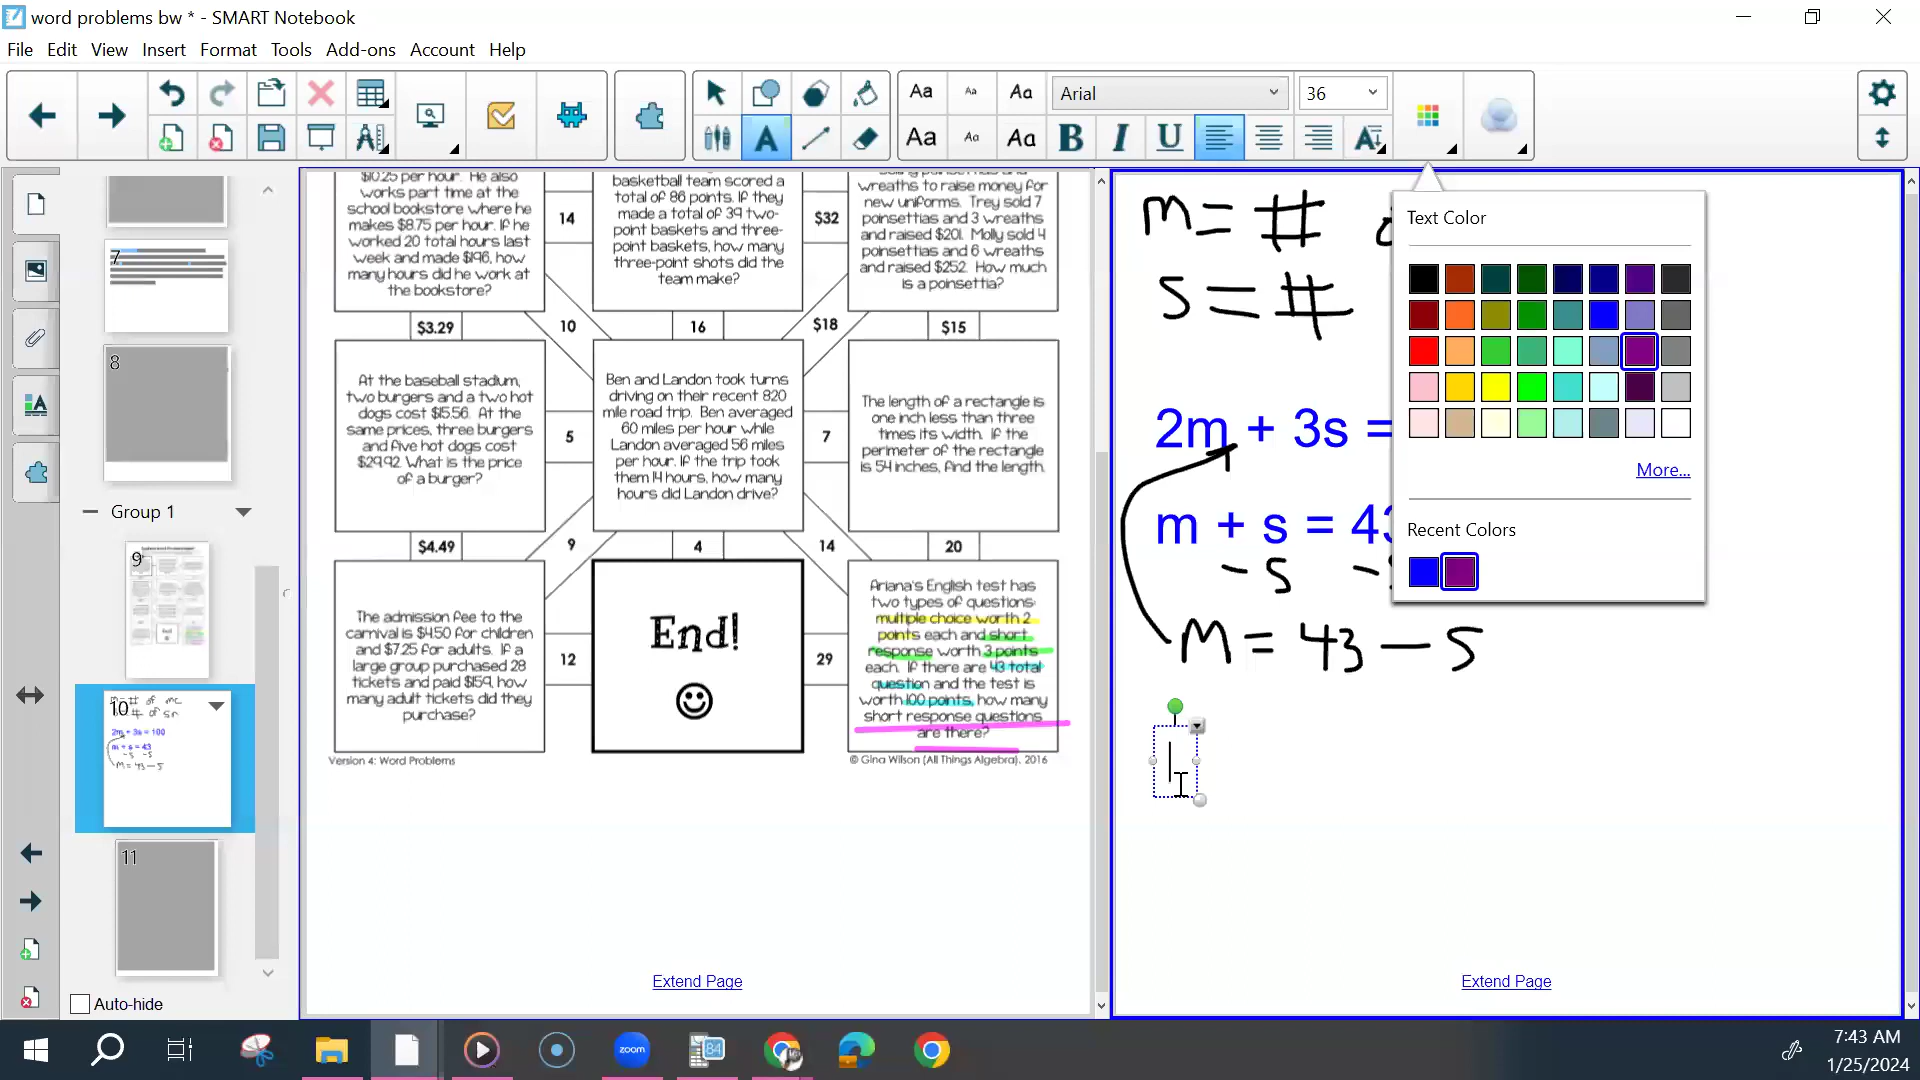 word problems bw * - SMART Notebook
File Edit View Insert Format Tools Add-ons Account Help
Aa Aa Aa Arial 36
Aa Aa Aa B I U A
7
8
Group 1
9
10
11
Auto-hide
$10.25 per hour. He also
works part time at the
school bookstore where he
makes $8.75 per hour. If he
worked 20 total hours last
week and made $196, how
many hours did he work at
the bookstore?
14
basketball team scored a
total of 86 points. If they
made a total of 39 two-
point baskets and three-
point baskets, how many
three-point shots did the
team make?
$32
wreaths to raise money for
new uniforms. Trey sold 7
poinsettias and 3 wreaths
and raised $201. Molly sold 4
poinsettias and 6 wreaths
and raised $252. How much
is a poinsettia?
$3.29 10 16 $18 $15
At the baseball stadium,
two burgers and a two hot
dogs cost $15.56. At the
same prices, three burgers
and five hot dogs cost
$29.92. What is the price
of a burger?
5
Ben and Landon took turns
driving on their recent 820
mile road trip. Ben averaged
60 miles per hour while
Landon averaged 56 miles
per hour. If the trip took
them 14 hours, how many
hours did Landon drive?
7
The length of a rectangle is
one inch less than three
times its width. If the
perimeter of the rectangle
is 54 inches, find the length.
$4.49 9 4 14 20
The admission fee to the
carnival is $4.50 for children
and $7.25 for adults. If a
large group purchased 28
tickets and paid $159, how
many adult tickets did they
purchase?
12
End!
29
Ariana's English test has
two types of questions:
multiple choice worth 2
points each and short
response worth 3 points
each. If there are 43 total
question and the test is
worth 100 points, how many
short response questions
are there?
Version 4: Word Problems
© Gina Wilson (All Things Algebra), 2016
Extend Page
m = #
s = #
2m + 3s =
m + s = 43
- s -
m = 43 - s
Extend Page
Text Color
More...
Recent Colors
zoom
84
7:43 AM
1/25/2024